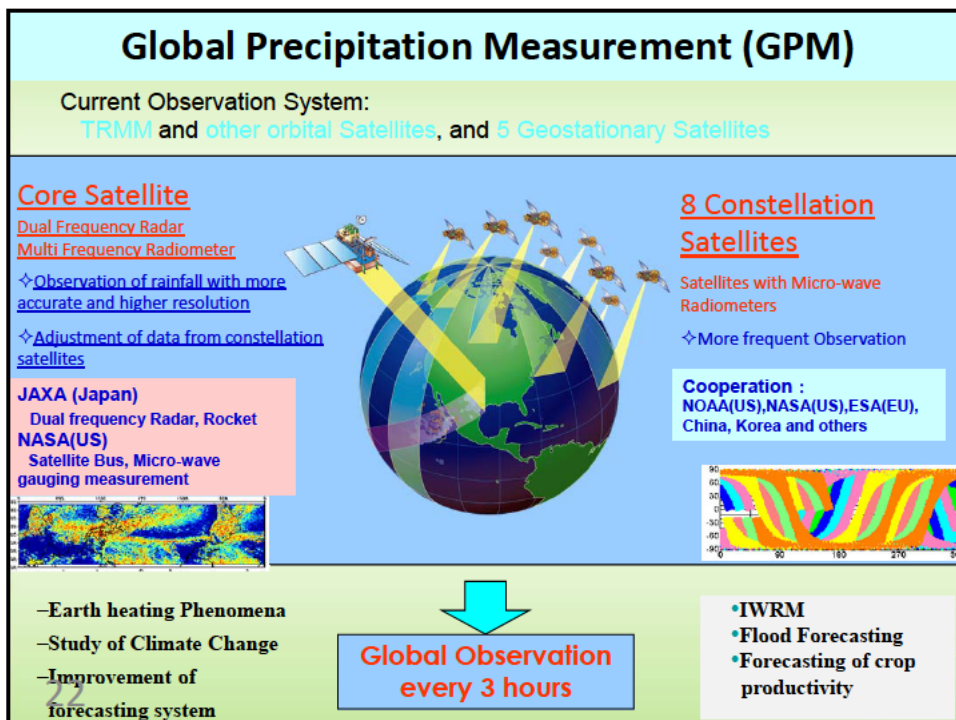 Global Precipitation Measurement (GPM)
Current Observation System:
TRMM and other orbital Satellites, and 5 Geostationary Satellites
Core Satellite
Dual Frequency Radar
Multi Frequency Radiometer
✧Observation of rainfall with more
accurate and higher resolution
✧Adjustment of data from constellation
satellites
JAXA (Japan)
Dual frequency Radar, Rocket
NASA(US)
Satellite Bus, Micro-wave
gauging measurement
8 Constellation
Satellites
Satellites with Micro-wave
Radiometers
✧More frequent Observation
Cooperation :
NOAA(US),NASA(US),ESA(EU),
China, Korea and others
90
60
30
0
-30
-60
-90
0 90 180 270
–Earth heating Phenomena
–Study of Climate Change
–Improvement of
forecasting system
22
Global Observation
every 3 hours
•IWRM
•Flood Forecasting
•Forecasting of crop
productivity